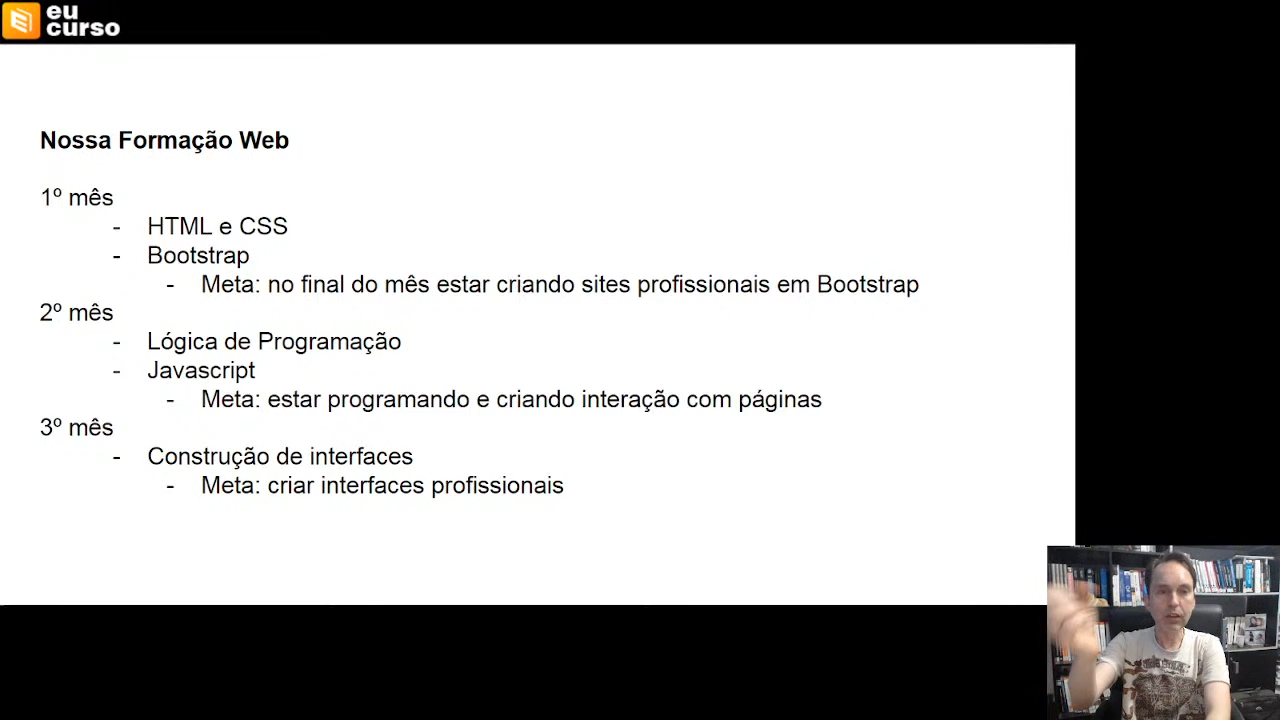 eu
curso
Nossa Formação Web
1º mês
- HTML e CSS
- Bootstrap
- Meta: no final do mês estar criando sites profissionais em Bootstrap
2º mês
- Lógica de Programação
- Javascript
- Meta: estar programando e criando interação com páginas
3º mês
- Construção de interfaces
- Meta: criar interfaces profissionais